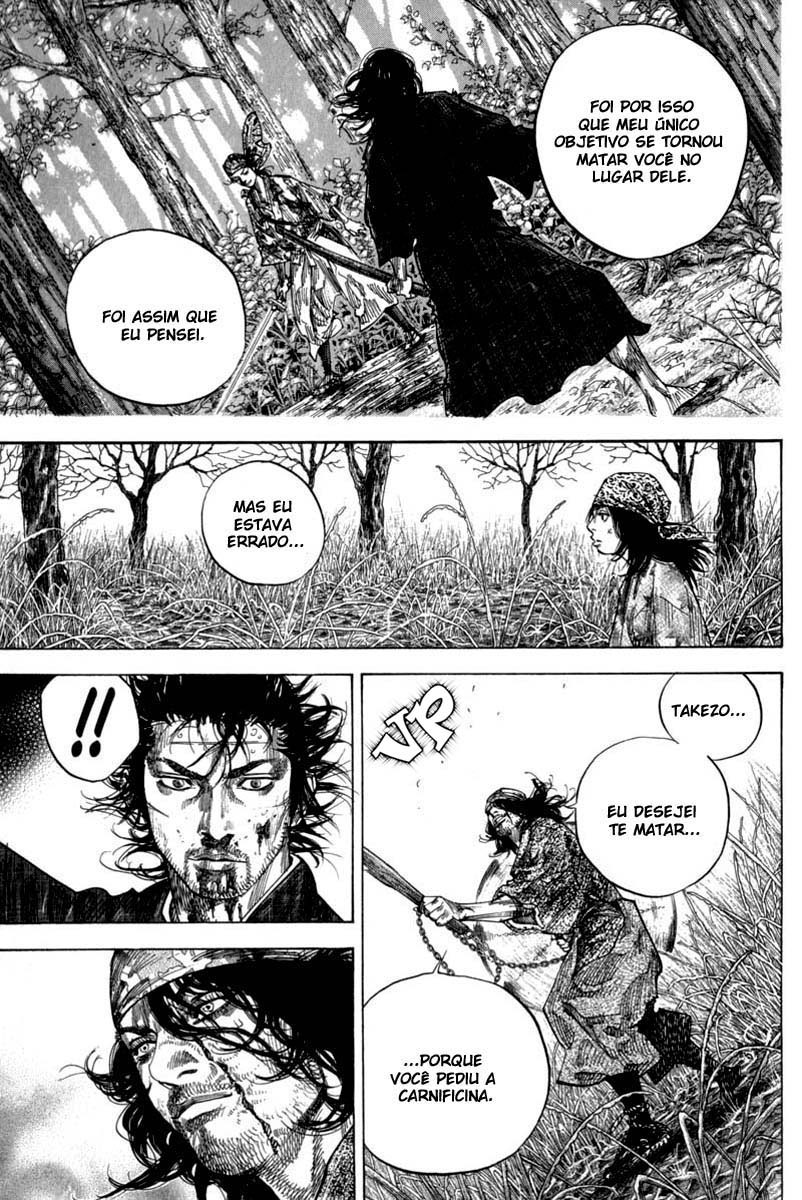 FOI POR ISSO
QUE MEU ÚNICO
OBJETIVO SE TORNOU
MATAR VOCÊ NO
LUGAR DELE.
FOI ASSIM QUE
EU PENSEI.
MAS EU
ESTAVA
ERRADO...
TAKEZO...
EU DESEJEI
TE MATAR...
VP
...PORQUE
VOCÊ PEDIU A
CARNIFICINA.
!!